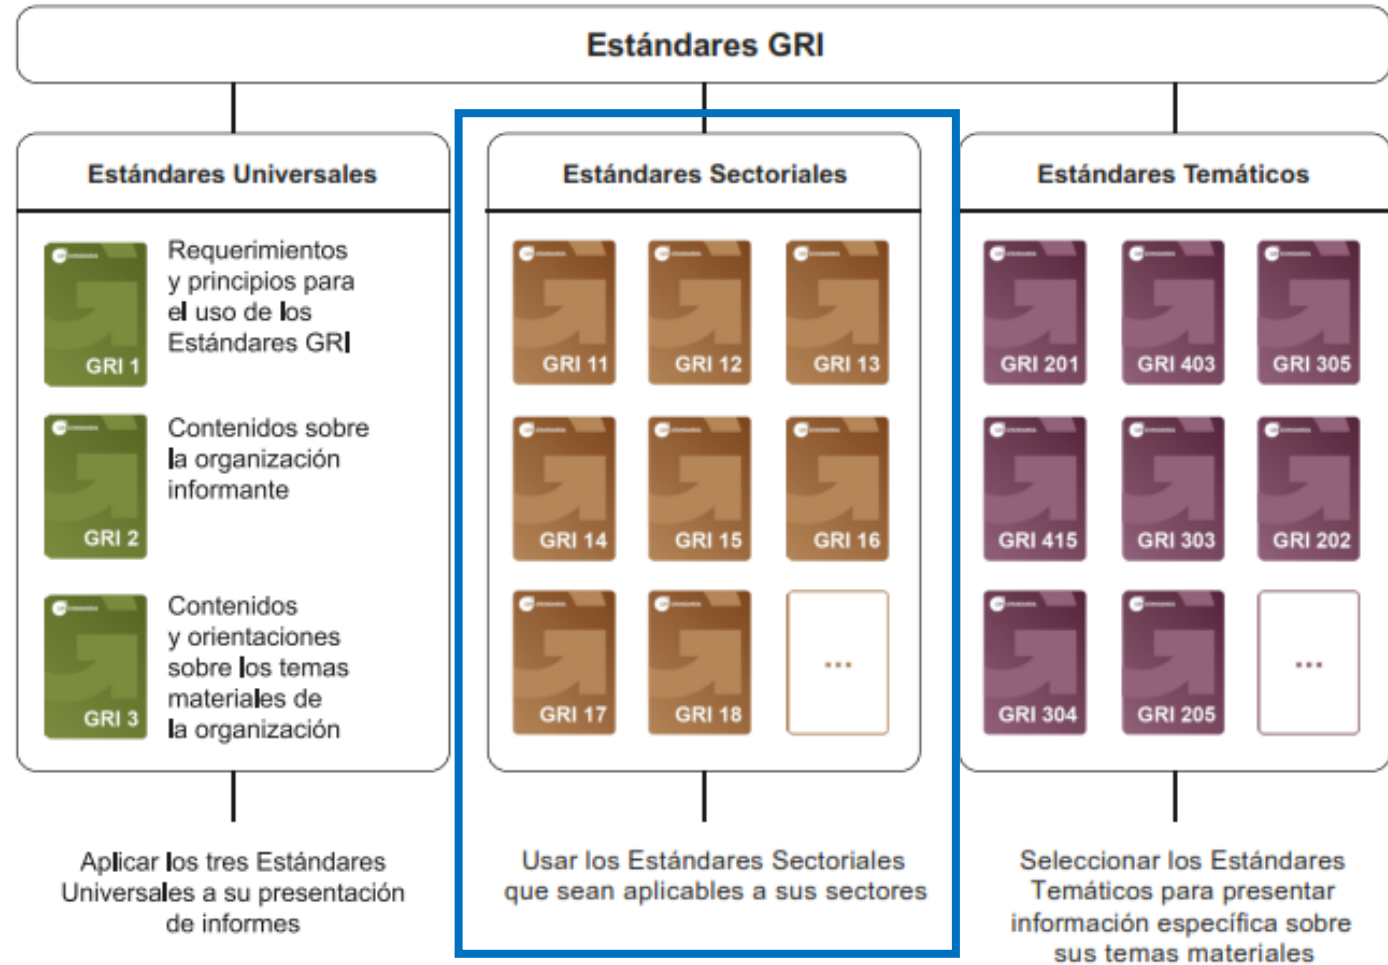 Estándares GRI
Estándares Universales
GRI 1
Requerimientos
y principios para
el uso de los
Estándares GRI
GRI 2
Contenidos sobre
la organización
informante
GRI 3
Contenidos
y orientaciones
sobre los temas
materiales de
la organización
Aplicar los tres Estándares
Universales a su presentación
de informes
Estándares Sectoriales
GRI 11 GRI 12 GRI 13
GRI 14 GRI 15 GRI 16
GRI 17 GRI 18 ...
Usar los Estándares Sectoriales
que sean aplicables a sus sectores
Estándares Temáticos
GRI 201 GRI 403 GRI 305
GRI 415 GRI 303 GRI 202
GRI 304 GRI 205 ...
Seleccionar los Estándares
Temáticos para presentar
información específica sobre
sus temas materiales